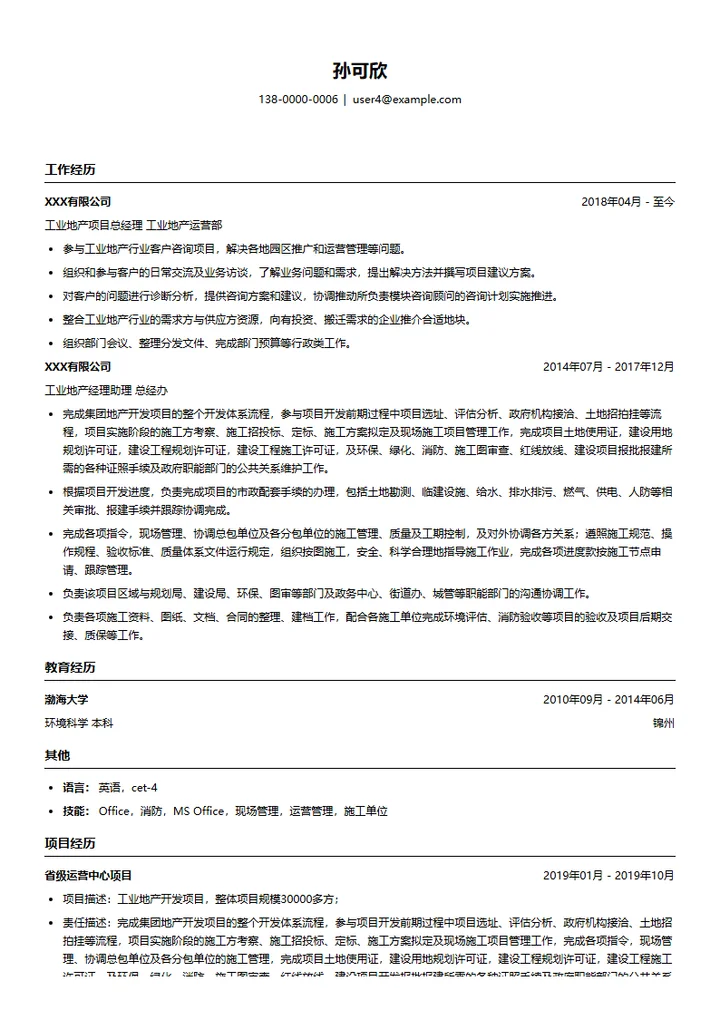 孙可欣
138-0000-0006 | user4@example.com
工作经历
XXX有限公司 2018年04月 - 至今
工业地产项目总经理 工业地产运营部
• 参与工业地产行业客户咨询项目，解决各地园区推广和运营管理等问题。
• 组织和参与客户的日常交流及业务访谈，了解业务问题和需求，提出解决方法并撰写项目建议方案。
• 对客户的问题进行诊断分析，提供咨询方案和建议，协调推动所负责模块咨询顾问的咨询计划实施推进。
• 整合工业地产行业的需求方与供应方资源，向有投资、搬迁需求的企业推介合适地块。
• 组织部门会议、整理分发文件、完成部门预算等行政类工作。
XXX有限公司 2014年07月 - 2017年12月
工业地产经理助理 总经办
• 完成集团地产开发项目的整个开发体系流程，参与项目开发前期过程中项目选址、评估分析、政府机构接洽、土地招拍挂等流
程，项目实施阶段的施工方考察、施工招投标、定标、施工方案拟定及现场施工项目管理工作，完成项目土地使用证，建设用地
规划许可证，建设工程规划许可证，建设工程施工许可证，及环保、绿化、消防、施工图审查、红线放线、建设项目报批报建所
需的各种证照手续及政府职能部门的公共关系维护工作。
• 根据项目开发进度，负责完成项目的市政配套手续的办理，包括土地勘测、临建设施、给水、排水排污、燃气、供电、人防等相
关审批、报建手续并跟踪协调完成。
• 完成各项指令，现场管理、协调总包单位及各分包单位的施工管理、质量及工期控制，及对外协调各方关系；遵照施工规范、操
作规程、验收标准、质量体系文件运行规定，组织按图施工，安全、科学合理地指导施工作业，完成各项进度款按施工节点申
请、跟踪管理。
• 负责该项目区域与规划局、建设局、环保、图审等部门及政务中心、街道办、城管等职能部门的沟通协调工作。
• 负责各项施工资料、图纸、文档、合同的整理、建档工作，配合各施工单位完成环境评估、消防验收等项目的验收及项目后期交
接、质保等工作。
教育经历
渤海大学 2010年09月 - 2014年06月
环境科学 本科 锦州
其他
• 语言： 英语，cet-4
• 技能： Office，消防，MS Office，现场管理，运营管理，施工单位
项目经历
省级运营中心项目 2019年01月 - 2019年10月
• 项目描述：工业地产开发项目，整体项目规模30000多方；
• 责任描述：完成集团地产开发项目的整个开发体系流程，参与项目开发前期过程中项目选址、评估分析、政府机构接洽、土地招
拍挂等流程，项目实施阶段的施工方考察、施工招投标、定标、施工方案拟定及现场施工项目管理工作，完成各项指令，现场管
理、协调总包单位及各分包单位的施工管理，完成项目土地使用证，建设用地规划许可证，建设工程规划许可证，建设工程施工
许可证，及环保、绿化、消防、施工图审查、红线放线、建设项目开发报批报建所需的各种证照手续及政府职能部门的公共关系